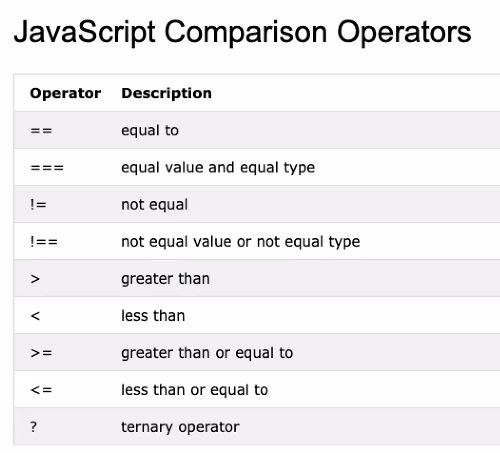 JavaScript Comparison Operators
Operator Description
== equal to
=== equal value and equal type
!= not equal
!== not equal value or not equal type
> greater than
< less than
>= greater than or equal to
<= less than or equal to
? ternary operator